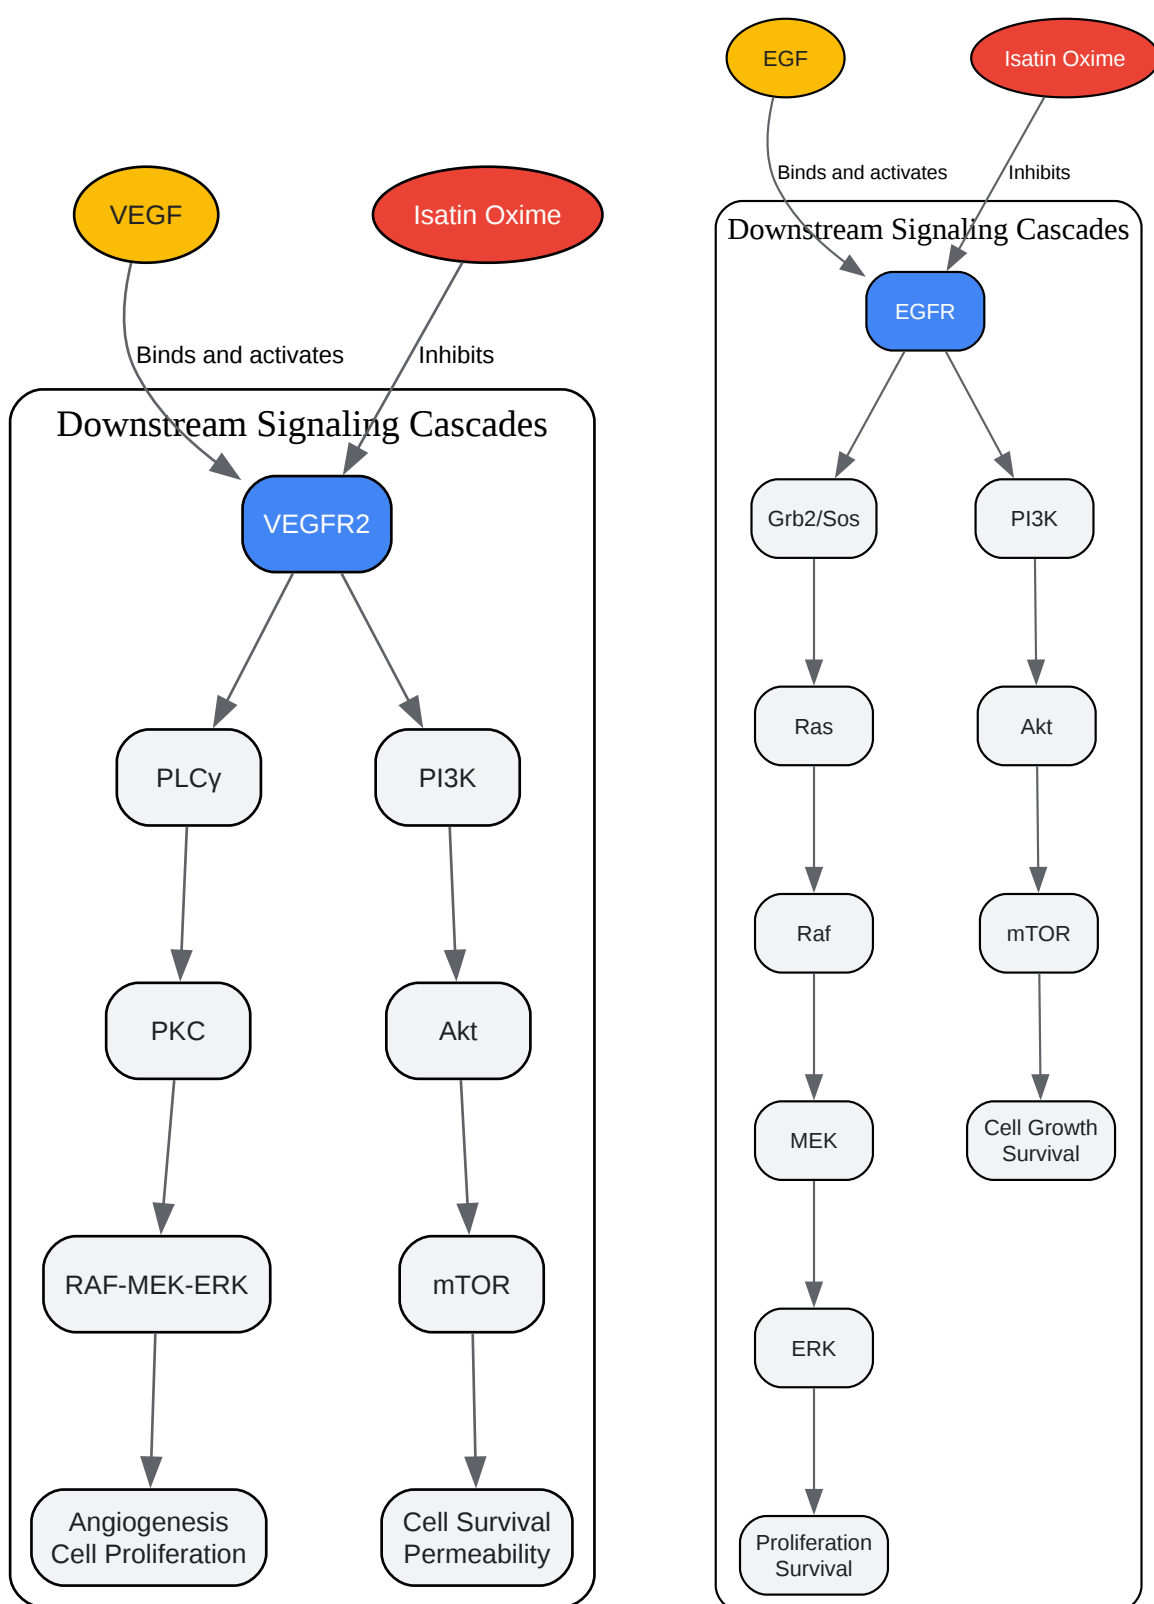 VEGF
Isatin Oxime
Binds and activates
Inhibits
Downstream Signaling Cascades
VEGFR2
PLCγ
PI3K
PKC
Akt
RAF-MEK-ERK
mTOR
Angiogenesis
Cell Proliferation
Cell Survival
Permeability
EGF
Isatin Oxime
Binds and activates
Inhibits
Downstream Signaling Cascades
EGFR
Grb2/Sos
PI3K
Ras
Akt
Raf
mTOR
MEK
Cell Growth
Survival
ERK
Proliferation
Survival